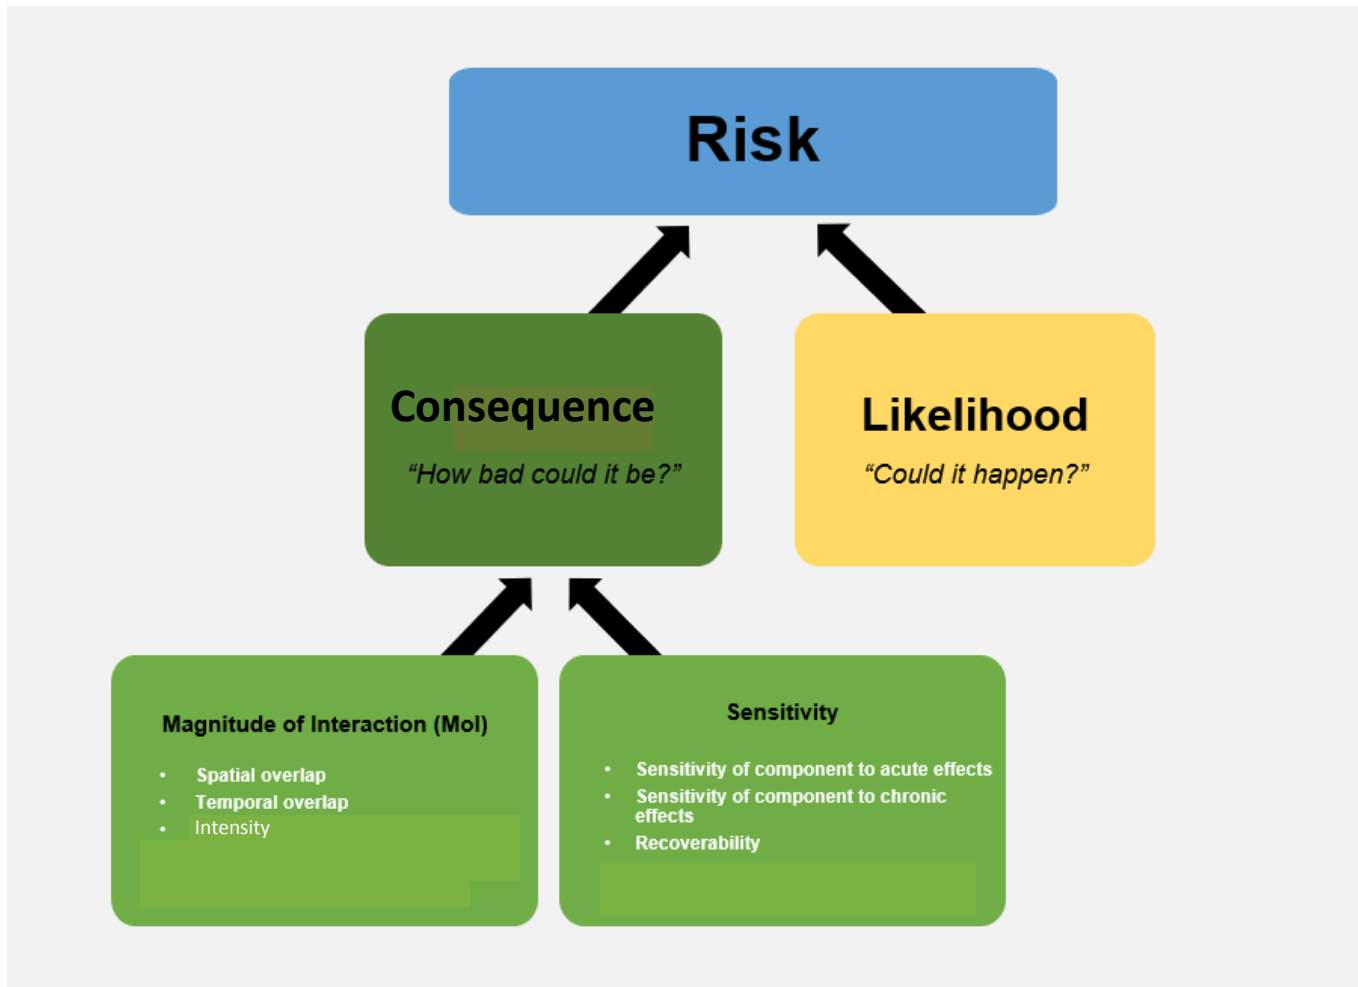 Risk
Consequence
“How bad could it be?”
Likelihood
“Could it happen?”
Magnitude of Interaction (MoI)
• Spatial overlap
• Temporal overlap
• Intensity
Sensitivity
• Sensitivity of component to acute effects
• Sensitivity of component to chronic
effects
• Recoverability